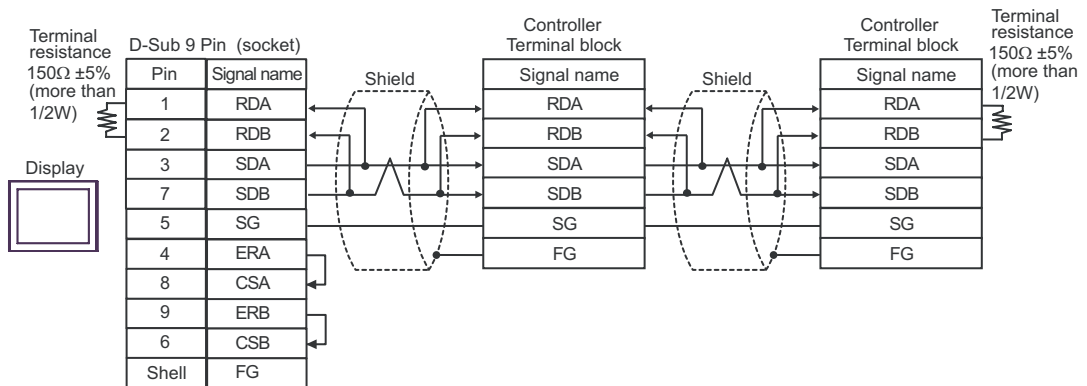 Terminal
resistance
150Ω ±5%
(more than
1/2W)
D-Sub 9 Pin (socket)
Pin Signal name
1 RDA
2 RDB
3 SDA
7 SDB
5 SG
4 ERA
8 CSA
9 ERB
6 CSB
Shell FG
Display
Shield
Controller
Terminal block
Signal name
RDA
RDB
SDA
SDB
SG
FG
Shield
Controller
Terminal block
Signal name
RDA
RDB
SDA
SDB
SG
FG
Terminal
resistance
150Ω ±5%
(more than
1/2W)